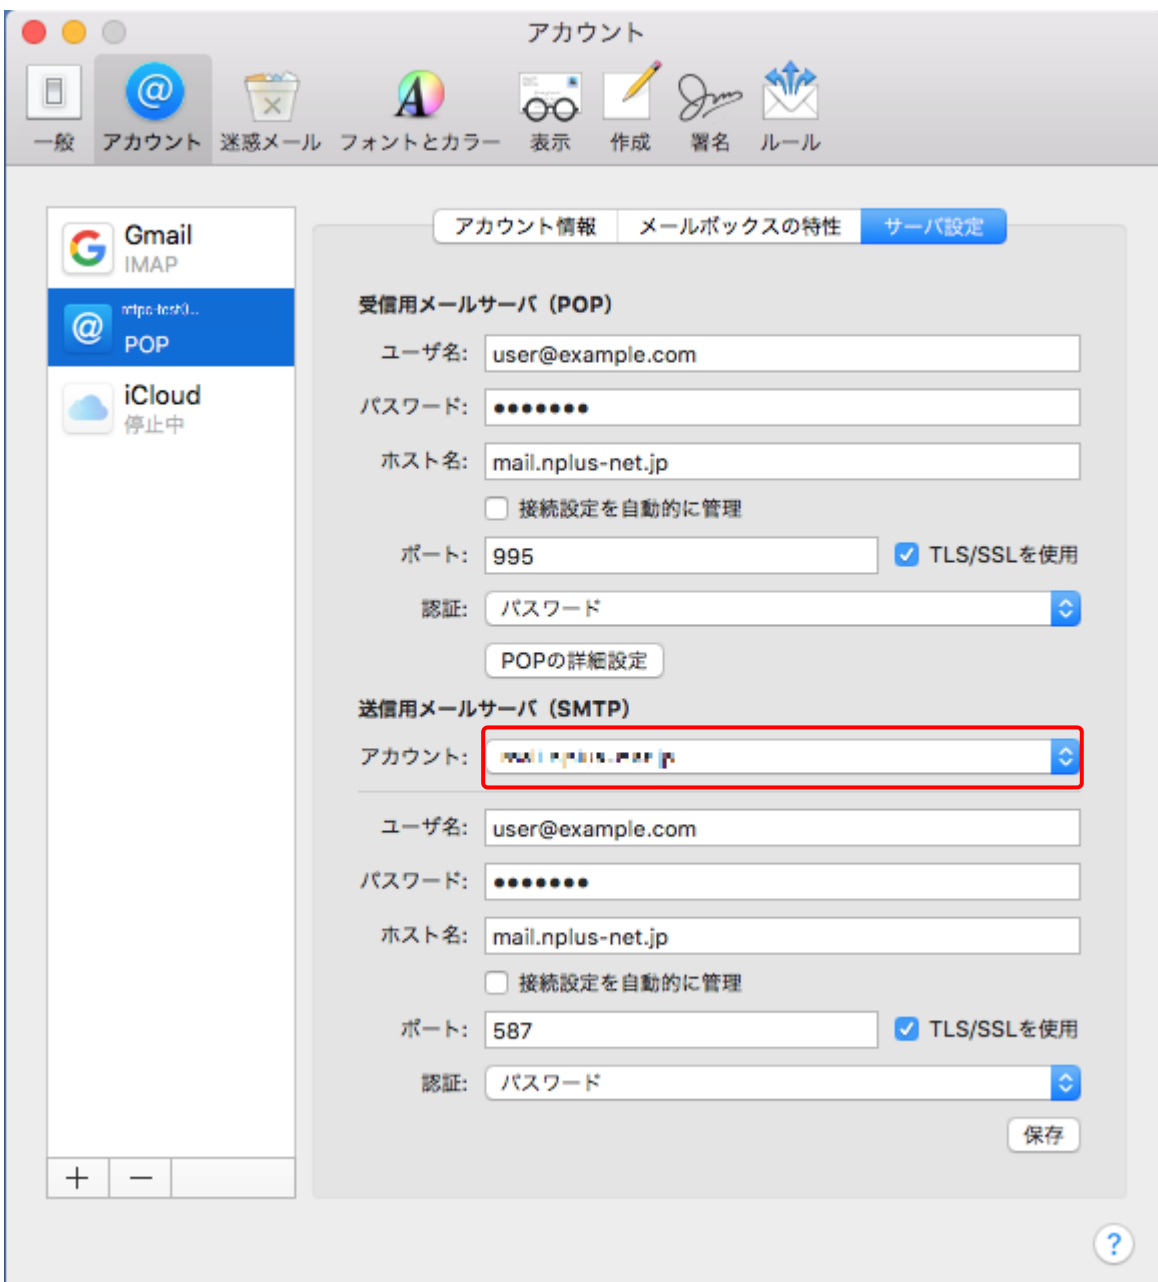 アカウント
一般 アカウント 迷惑メール フォントとカラー 表示 作成 署名 ルール
Gmail
IMAP
POP
iCloud
停止中
アカウント情報 メールボックスの特性 サーバ設定
受信用メールサーバ（POP）
ユーザ名: user@example.com
パスワード: •••••••
ホスト名: mail.nplus-net.jp
接続設定を自動的に管理
ポート: 995 TLS/SSLを使用
認証: パスワード
POPの詳細設定
送信用メールサーバ（SMTP）
アカウント:
ユーザ名: user@example.com
パスワード: •••••••
ホスト名: mail.nplus-net.jp
接続設定を自動的に管理
ポート: 587 TLS/SSLを使用
認証: パスワード
保存
?